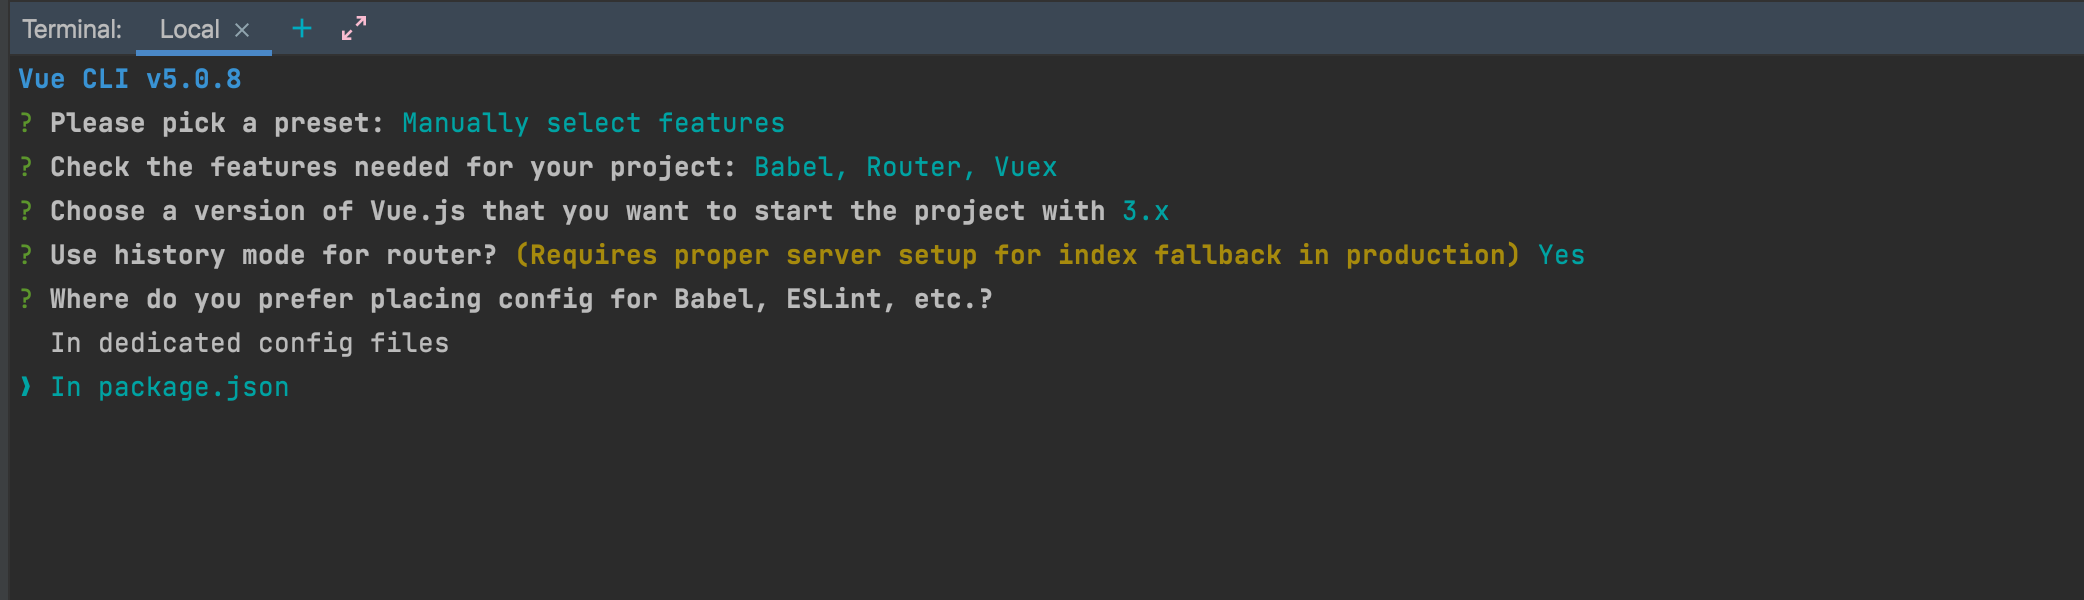 Terminal: Local × +
Vue CLI v5.0.8
? Please pick a preset: Manually select features
? Check the features needed for your project: Babel, Router, Vuex
? Choose a version of Vue.js that you want to start the project with 3.x
? Use history mode for router? (Requires proper server setup for index fallback in production) Yes
? Where do you prefer placing config for Babel, ESLint, etc.?
In dedicated config files
❯ In package.json